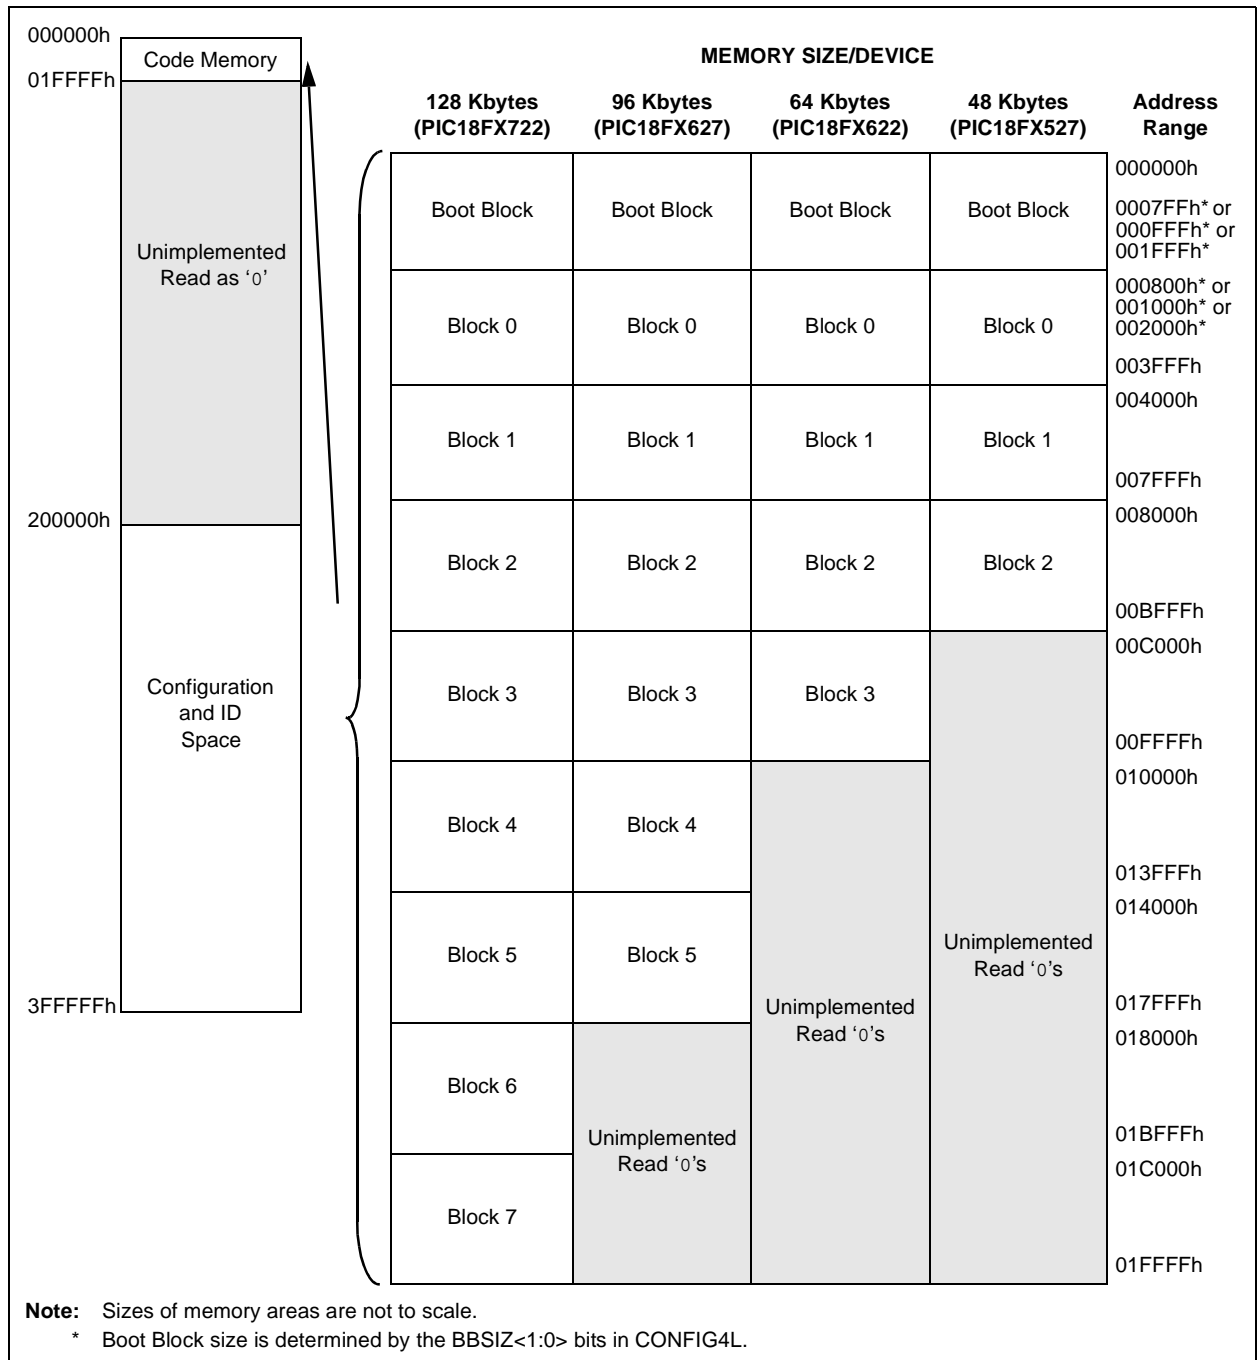 000000h
Code Memory
01FFFFh
Unimplemented
Read as ‘0’
200000h
Configuration
and ID
Space
3FFFFFh
MEMORY SIZE/DEVICE
128 Kbytes
(PIC18FX722)
96 Kbytes
(PIC18FX627)
64 Kbytes
(PIC18FX622)
48 Kbytes
(PIC18FX527)
Address
Range
Boot Block
Boot Block
Boot Block
Boot Block
000000h
0007FFh* or
000FFFh* or
001FFFh*
Block 0
Block 0
Block 0
Block 0
000800h* or
001000h* or
002000h*
003FFFh
Block 1
Block 1
Block 1
Block 1
004000h
007FFFh
Block 2
Block 2
Block 2
Block 2
008000h
00BFFFh
Block 3
Block 3
Block 3
00C000h
00FFFFh
Block 4
Block 4
010000h
013FFFh
Block 5
Block 5
Unimplemented
Read ‘0’s
014000h
017FFFh
Unimplemented
Read ‘0’s
Block 6
018000h
01BFFFh
Unimplemented
Read ‘0’s
Block 7
01C000h
01FFFFh
Note: Sizes of memory areas are not to scale.
* Boot Block size is determined by the BBSIZ<1:0> bits in CONFIG4L.